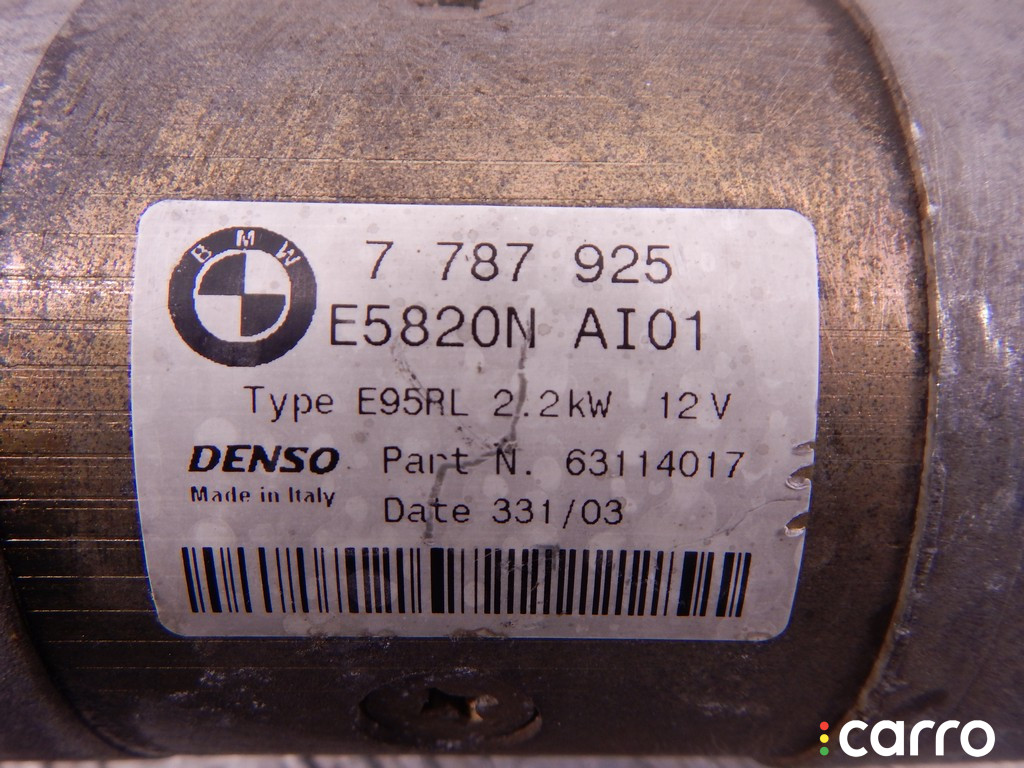 BMW
7 787 925
E5820N AI01
Type E95RL 2.2kW 12V
DENSO Part N. 63114017
Made in Italy
Date 331/03
carro